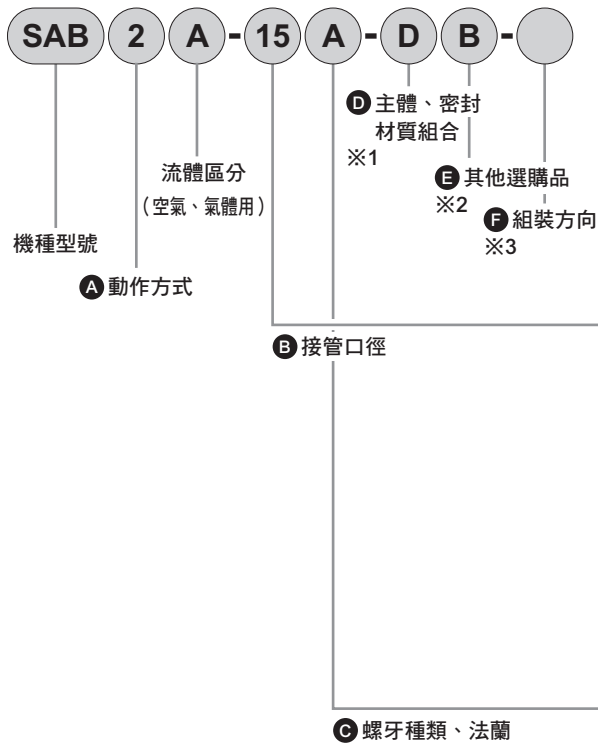 SAB 2 A - 15 A - D B -
D 主體、密封
材質組合
※1
流體區分
（空氣、氣體用）
E 其他選購品
※2
F 組裝方向
※3
機種型號
A 動作方式
B 接管口徑
C 螺牙種類、法蘭